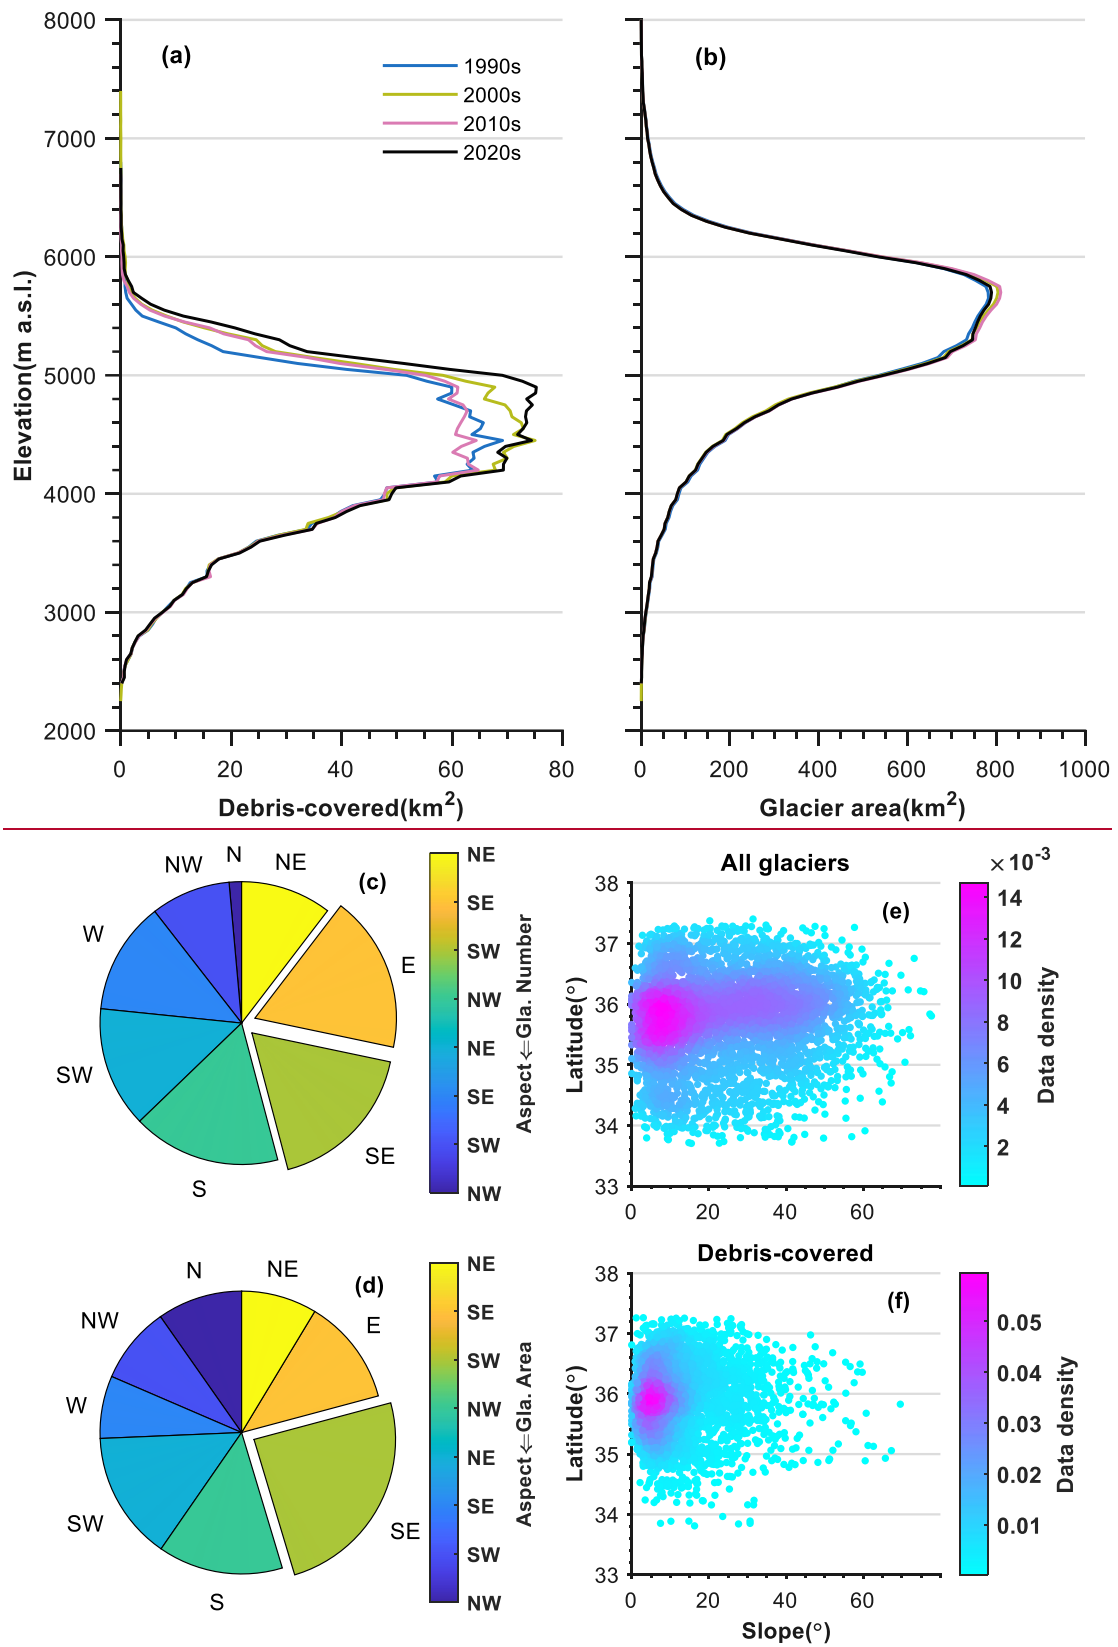 (a)
1990s
2000s
2010s
2020s
8000
7000
6000
5000
4000
3000
2000
Elevation(m a.s.l.)
0 20 40 60 80
Debris-covered(km²)
(b)
0 200 400 600 800 1000
Glacier area(km²)
(c)
N
NE
E
SE
S
SW
W
NW
NE
SE
SW
NW
NE
SE
SW
NW
Aspect⇐Gla. Number
All glaciers
(e)
38
37
36
35
34
33
Latitude(°)
0 20 40 60
×10⁻³
14
12
10
8
6
4
2
Data density
(d)
N
NE
E
SE
S
SW
W
NW
NE
SE
SW
NW
NE
SE
SW
NW
Aspect⇐Gla. Area
Debris-covered
(f)
38
37
36
35
34
33
Latitude(°)
0 20 40 60
Slope(°)
0.05
0.04
0.03
0.02
0.01
Data density